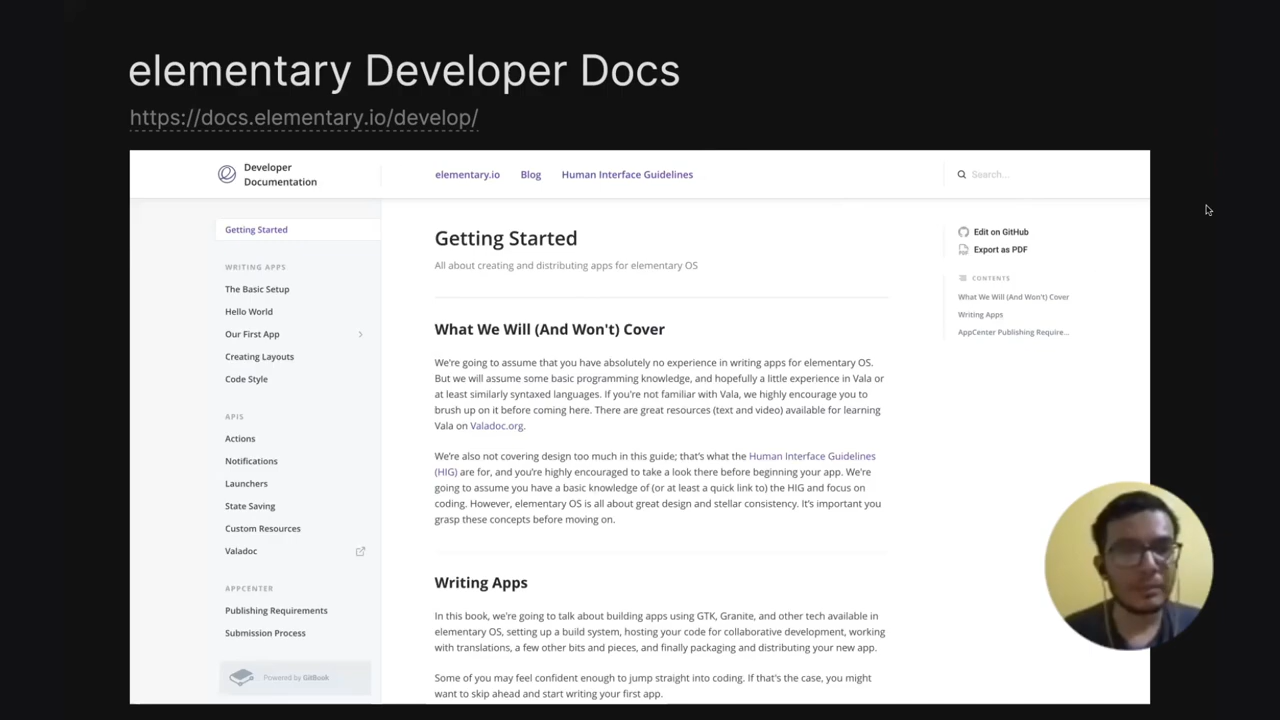 elementary Developer Docs
https://docs.elementary.io/develop/
Developer
Documentation
elementary.io Blog Human Interface Guidelines
Search...
Getting Started
WRITING APPS
The Basic Setup
Hello World
Our First App
Creating Layouts
Code Style
APIS
Actions
Notifications
Launchers
State Saving
Custom Resources
Valadoc
APPCENTER
Publishing Requirements
Submission Process
Powered by GitBook
Getting Started
All about creating and distributing apps for elementary OS
What We Will (And Won't) Cover
We're going to assume that you have absolutely no experience in writing apps for elementary OS.
But we will assume some basic programming knowledge, and hopefully a little experience in Vala or
at least similarly syntaxed languages. If you're not familiar with Vala, we highly encourage you to
brush up on it before coming here. There are great resources (text and video) available for learning
Vala on Valadoc.org.
We're also not covering design too much in this guide; that's what the Human Interface Guidelines
(HIG) are for, and you're highly encouraged to take a look there before beginning your app. We're
going to assume you have a basic knowledge of (or at least a quick link to) the HIG and focus on
coding. However, elementary OS is all about great design and stellar consistency. It's important you
grasp these concepts before moving on.
Writing Apps
In this book, we're going to talk about building apps using GTK, Granite, and other tech available in
elementary OS, setting up a build system, hosting your code for collaborative development, working
with translations, a few other bits and pieces, and finally packaging and distributing your new app.
Some of you may feel confident enough to jump straight into coding. If that's the case, you might
want to skip ahead and start writing your first app.
Edit on GitHub
Export as PDF
CONTENTS
What We Will (And Won't) Cover
Writing Apps
AppCenter Publishing Require...